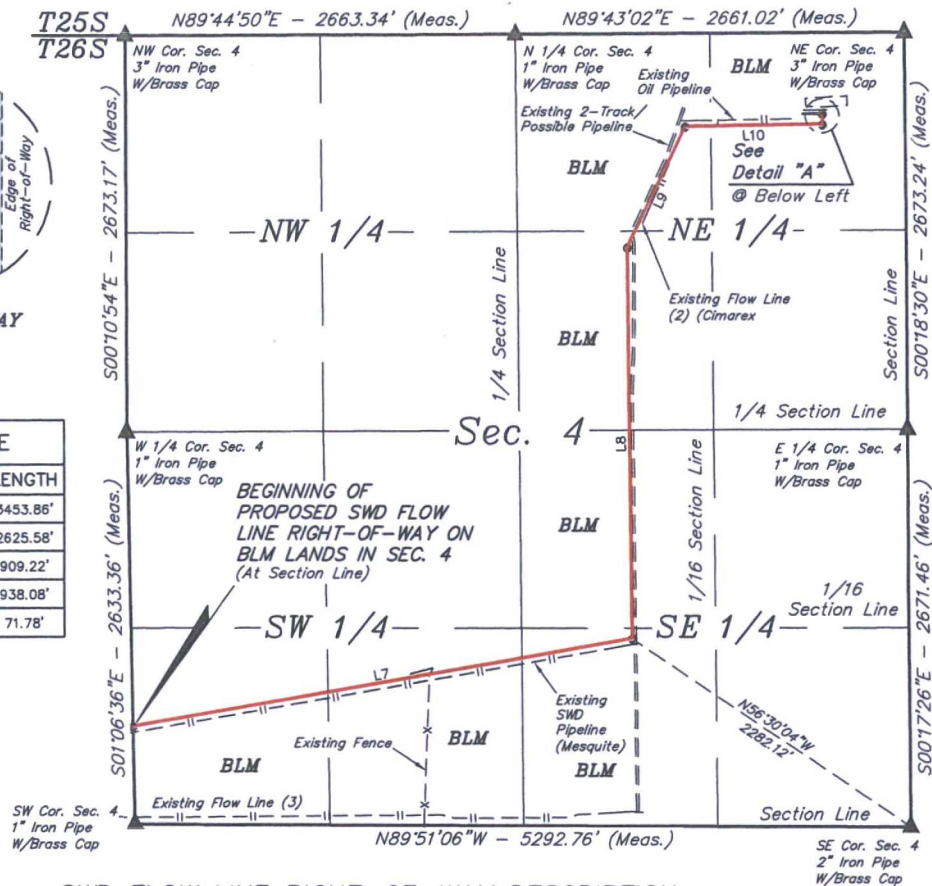 T25S
T26S
N89°44'50"E - 2663.34' (Meas.)
N89°43'02"E - 2661.02' (Meas.)
NW Cor. Sec. 4
3" Iron Pipe
W/Brass Cap
N 1/4 Cor. Sec. 4
1" Iron Pipe
W/Brass Cap
BLM
NE Cor. Sec. 4
3" Iron Pipe
W/Brass Cap
Existing
Oil Pipeline
Existing 2-Track/
Possible Pipeline
L10
See
Detail "A"
@ Below Left
BLM
L9
Edge of
Right-of-Way
S00°10'54"E - 2673.17' (Meas.)
NW 1/4
NE 1/4
S00°18'30"E - 2673.24' (Meas.)
1/4 Section Line
Section Line
Existing Flow Line
(2) (Cimarex
AY
BLM
1/4 Section Line
Sec. 4
L8
W 1/4 Cor. Sec. 4
1" Iron Pipe
W/Brass Cap
E 1/4 Cor. Sec. 4
1" Iron Pipe
W/Brass Cap
E
LENGTH
3453.86'
2625.58'
909.22'
938.08'
71.78'
BEGINNING OF
PROPOSED SWD FLOW
LINE RIGHT-OF-WAY ON
BLM LANDS IN SEC. 4
(At Section Line)
BLM
1/16 Section Line
1/16
Section Line
S01°06'36"E - 2633.36' (Meas.)
SW 1/4
SE 1/4
S00°17'26"E - 2671.46' (Meas.)
L7
Existing
SWD
Pipeline
(Mesquite)
N56°30'04"W
2282.12'
Existing Fence
BLM
BLM
BLM
SW Cor. Sec. 4
1" Iron Pipe
W/Brass Cap
Existing Flow Line (3)
Section Line
N89°51'06"W - 5292.76' (Meas.)
SE Cor. Sec. 4
2" Iron Pipe
W/Brass Cap